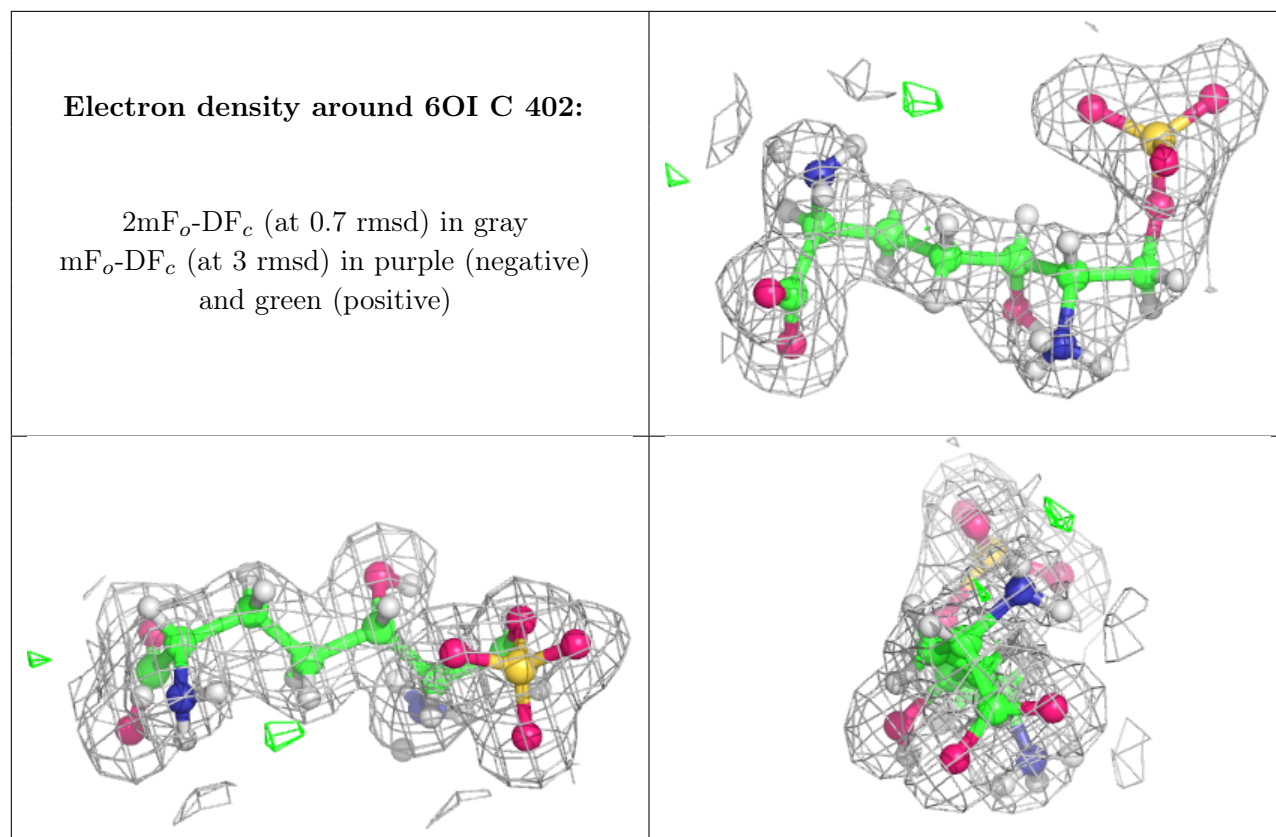 Electron density around 6OI C 402:
2mFo-DFc (at 0.7 rmsd) in gray
mFo-DFc (at 3 rmsd) in purple (negative)
and green (positive)